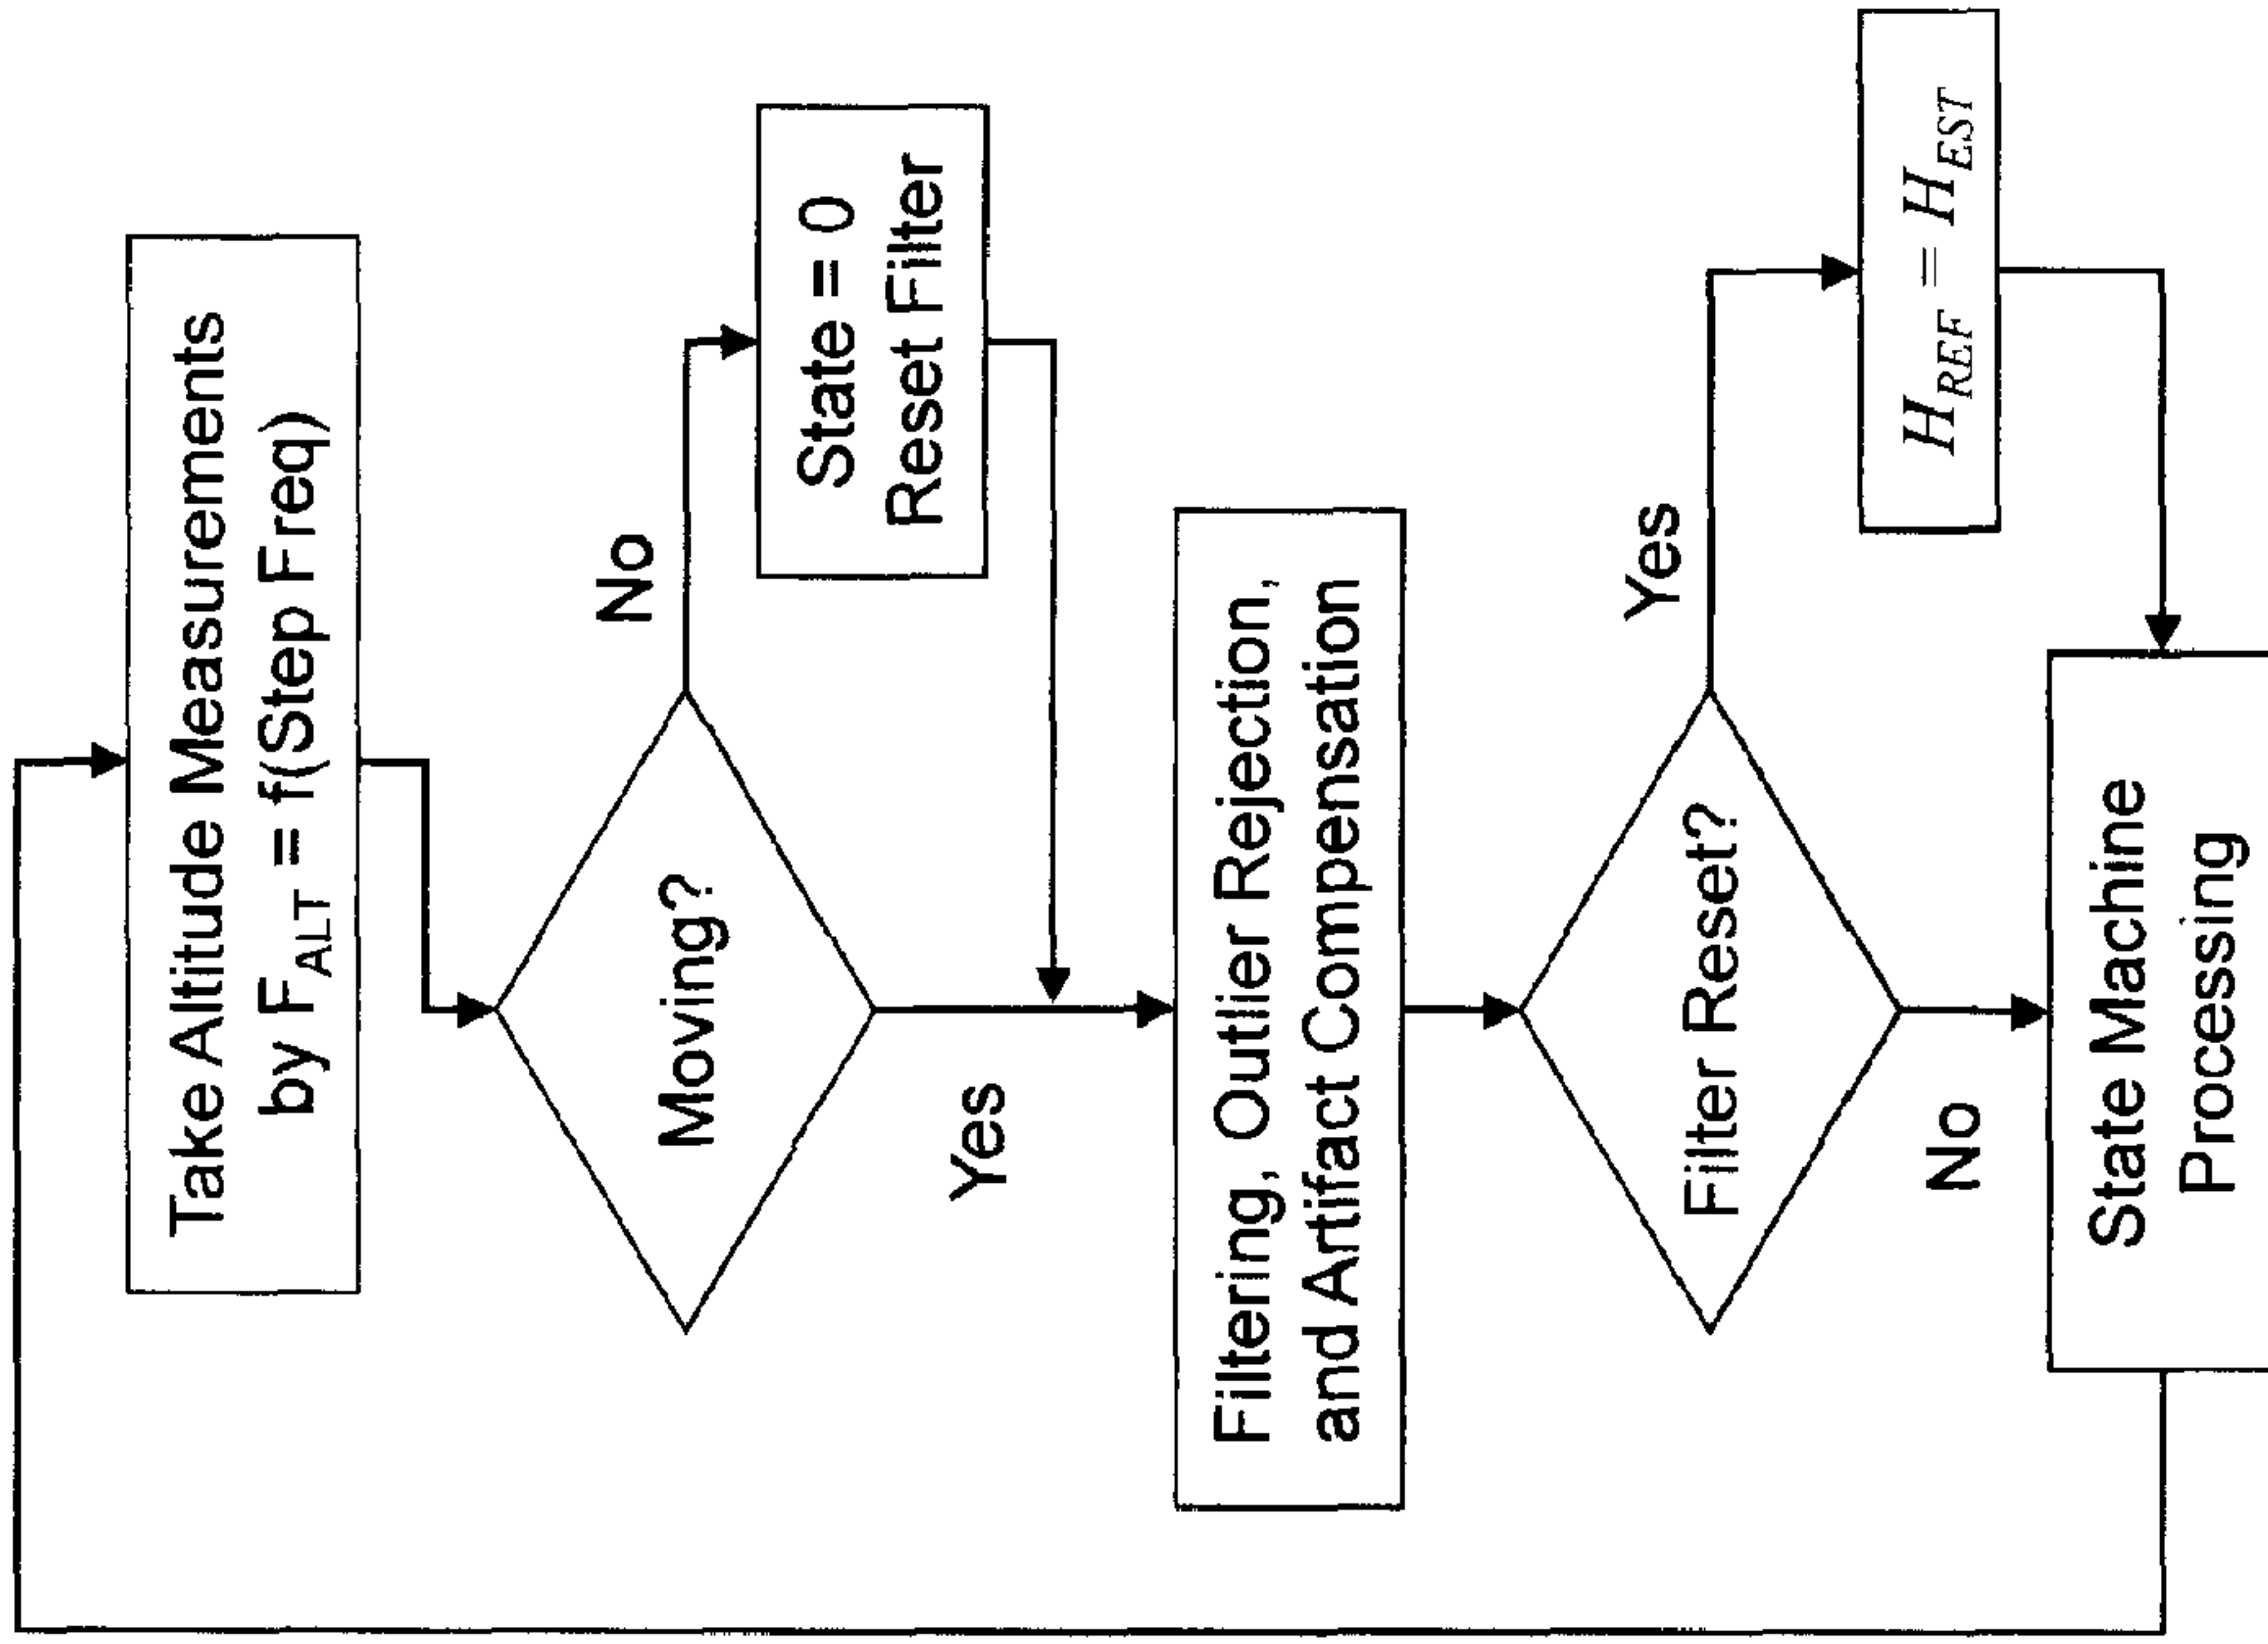 Take Altitude Measurements
by F_ALT = f(Step Freq)
Moving?
No
State = 0
Reset Filter
Yes
Filtering, Outlier Rejection,
and Artifact Compensation
Filter Reset?
Yes
H_REF = H_EST
No
State Machine
Processing